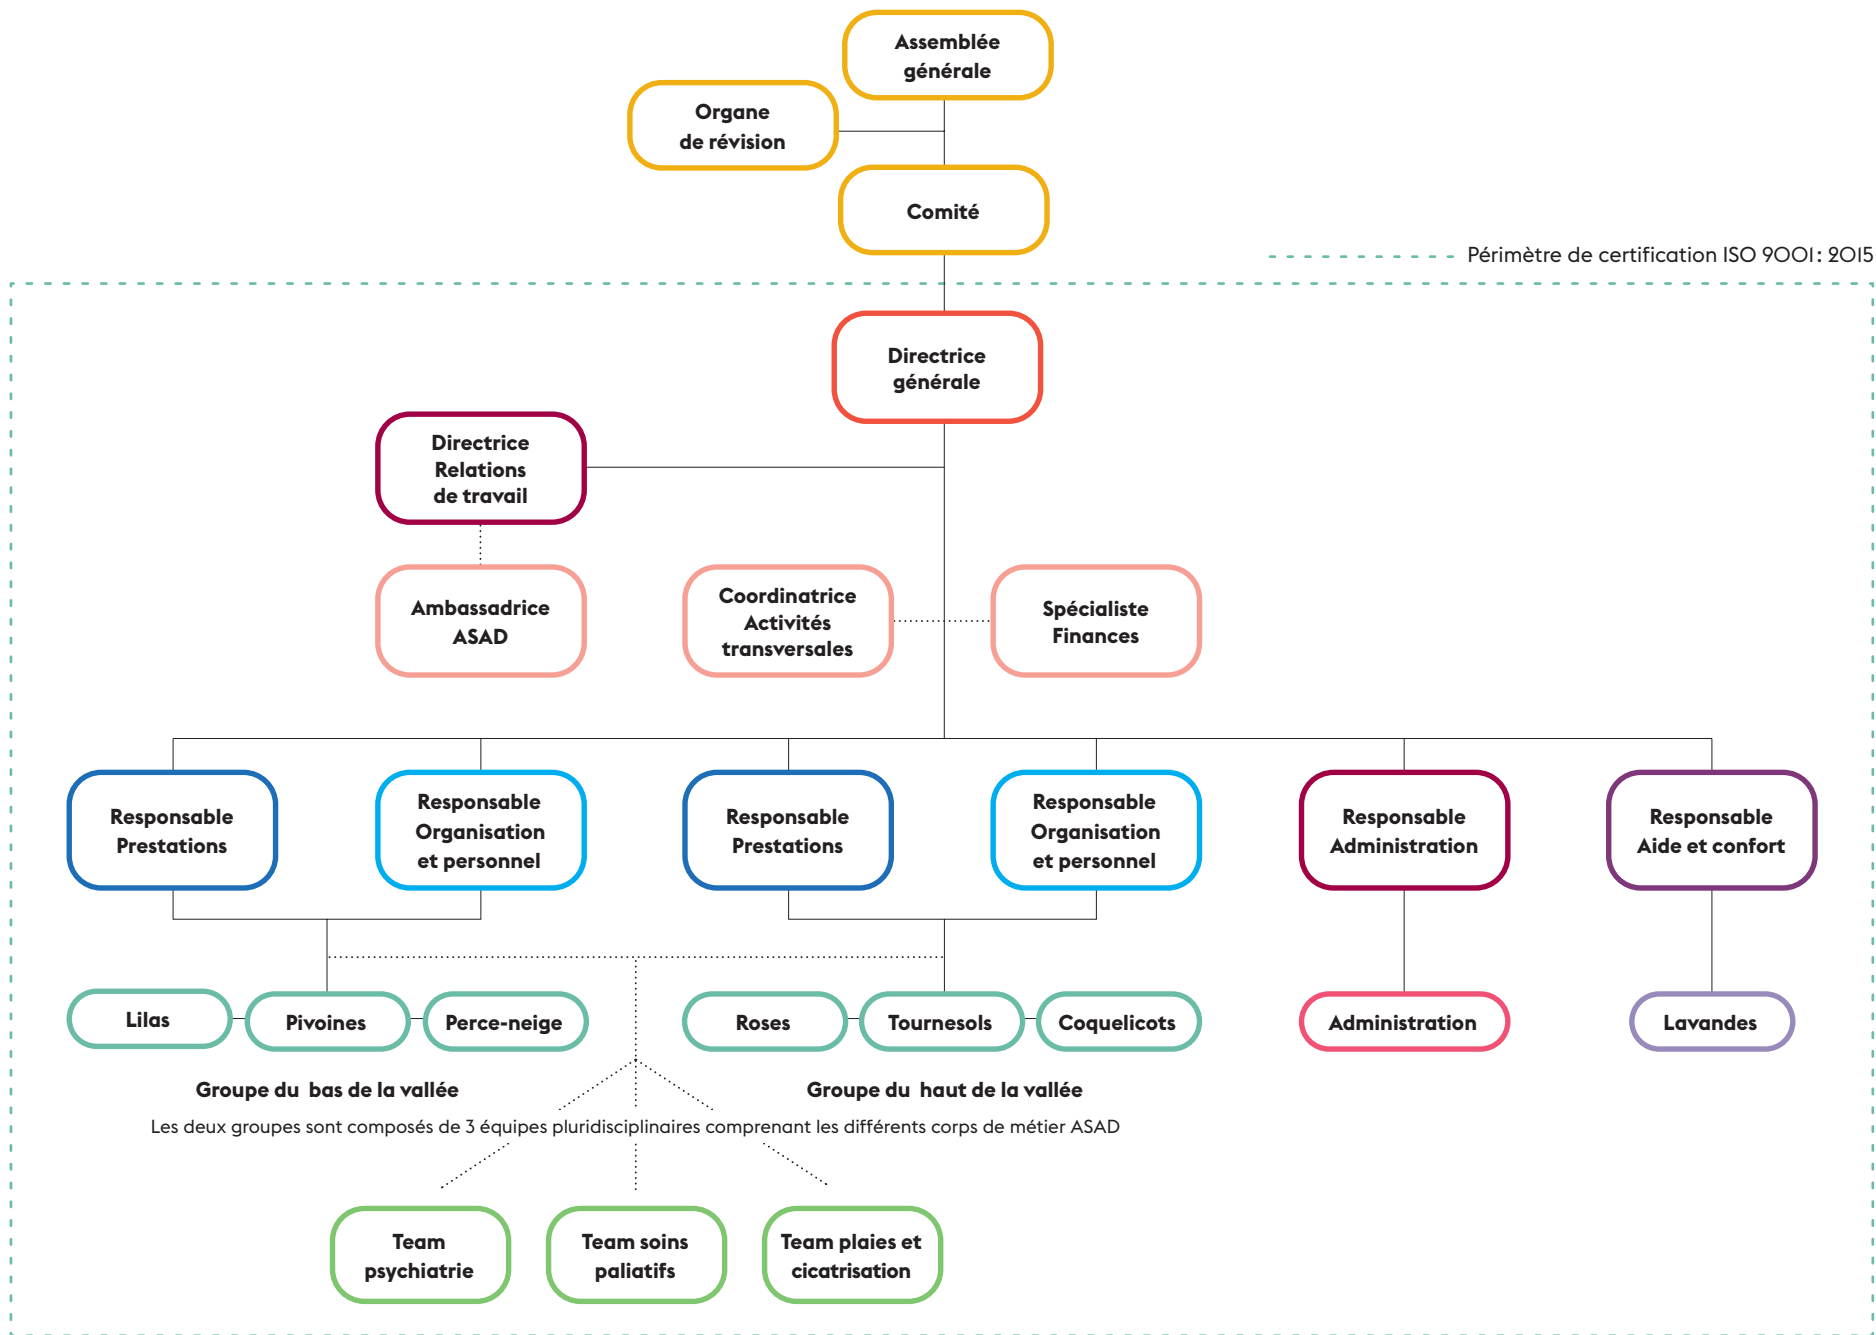 Assemblée
générale
Organe
de révision
Comité
Périmètre de certification ISO 9001: 2015
Directrice
générale
Directrice
Relations
de travail
Ambassadrice
ASAD
Coordinatrice
Activités
transversales
Spécialiste
Finances
Responsable
Prestations
Responsable
Organisation
et personnel
Responsable
Prestations
Responsable
Organisation
et personnel
Responsable
Administration
Responsable
Aide et confort
Lilas
Pivoines
Perce-neige
Roses
Tournesols
Coquelicots
Administration
Lavandes
Groupe du bas de la vallée
Groupe du haut de la vallée
Les deux groupes sont composés de 3 équipes pluridisciplinaires comprenant les différents corps de métier ASAD
Team
psychiatrie
Team soins
paliatifs
Team plaies et
cicatrisation